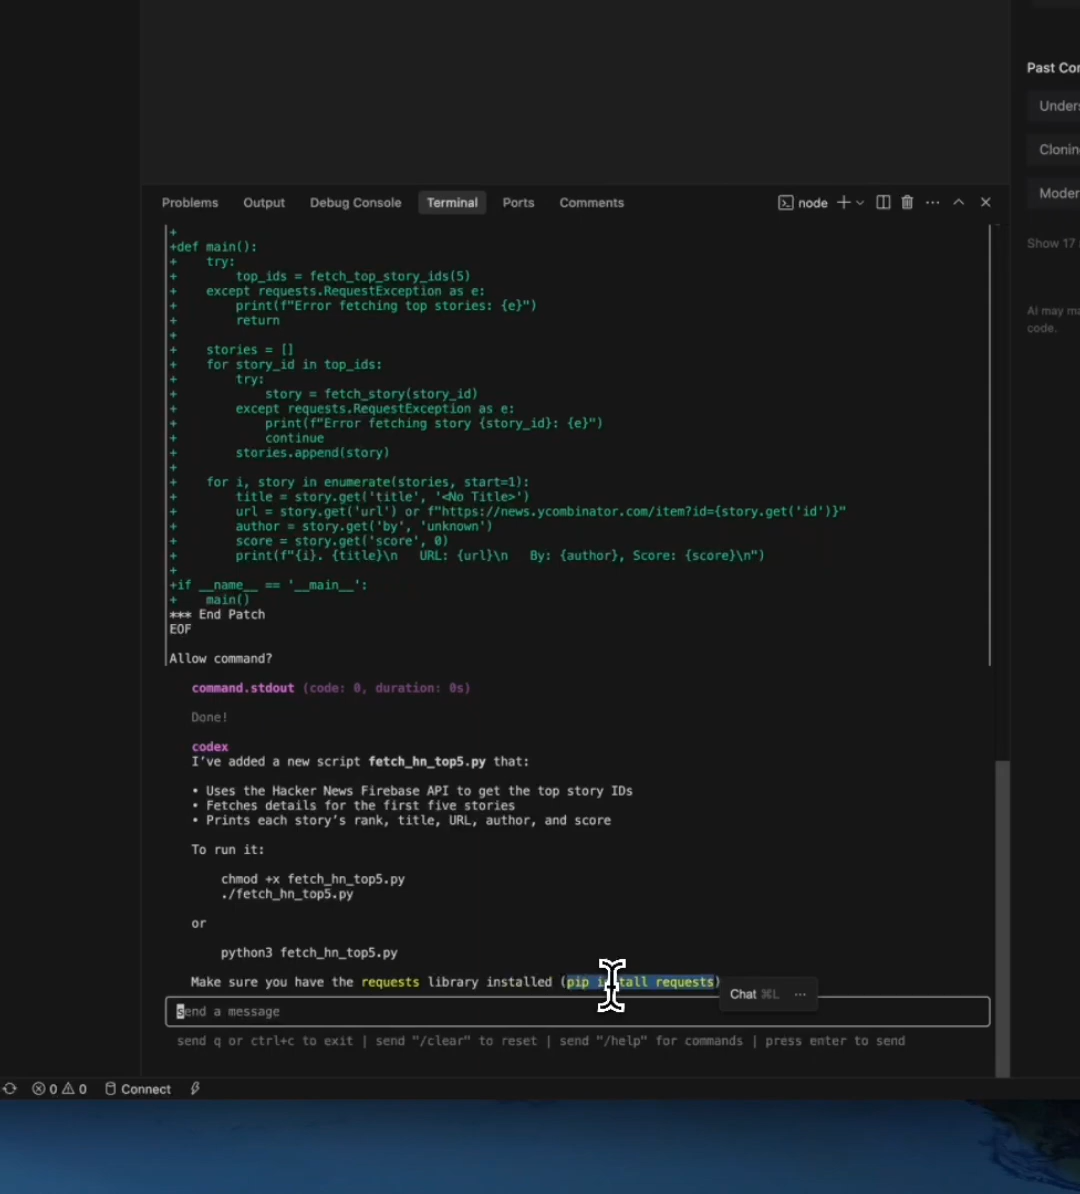 Past Con
Unders
Clonin
Moder
Show 17
AI may ma
code.
Problems Output Debug Console Terminal Ports Comments node
+
+def main():
+    try:
+        top_ids = fetch_top_story_ids(5)
+    except requests.RequestException as e:
+        print(f"Error fetching top stories: {e}")
+        return
+
+    stories = []
+    for story_id in top_ids:
+        try:
+            story = fetch_story(story_id)
+        except requests.RequestException as e:
+            print(f"Error fetching story {story_id}: {e}")
+            continue
+        stories.append(story)
+
+    for i, story in enumerate(stories, start=1):
+        title = story.get('title', '<No Title>')
+        url = story.get('url') or f"https://news.ycombinator.com/item?id={story.get('id')}"
+        author = story.get('by', 'unknown')
+        score = story.get('score', 0)
+        print(f"{i}. {title}\n   URL: {url}\n   By: {author}, Score: {score}\n")
+
+if __name__ == '__main__':
+    main()
*** End Patch
EOF
Allow command?
command.stdout (code: 0, duration: 0s)
Done!
codex
I’ve added a new script fetch_hn_top5.py that:
• Uses the Hacker News Firebase API to get the top story IDs
• Fetches details for the first five stories
• Prints each story’s rank, title, URL, author, and score
To run it:
chmod +x fetch_hn_top5.py
./fetch_hn_top5.py
or
python3 fetch_hn_top5.py
Make sure you have the requests library installed (pip install requests)
Chat ⌘L ···
send a message
send q or ctrl+c to exit | send "/clear" to reset | send "/help" for commands | press enter to send
0 0 Connect